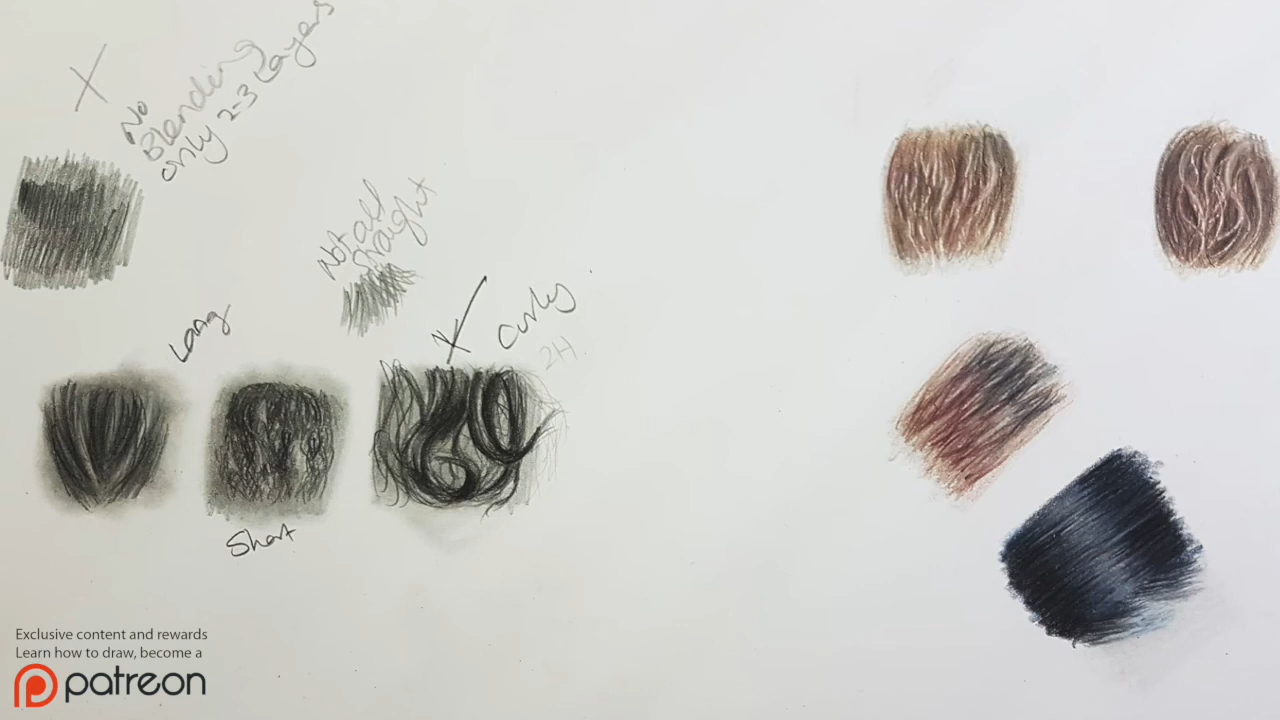 X
No
Blending
only 2-3 Layers
Not all
straight
Long
X
Curly
2H
Short
Exclusive content and rewards
Learn how to draw, become a
patreon